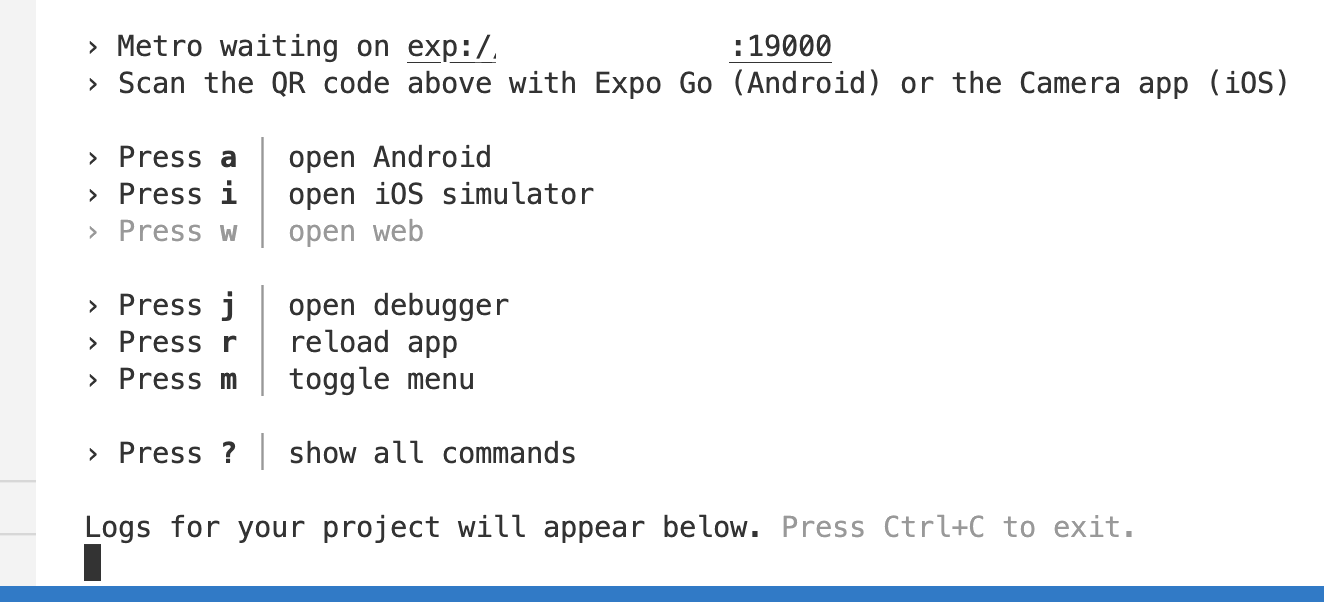 › Metro waiting on exp:// :19000
› Scan the QR code above with Expo Go (Android) or the Camera app (iOS)
› Press a │ open Android
› Press i │ open iOS simulator
› Press w │ open web
› Press j │ open debugger
› Press r │ reload app
› Press m │ toggle menu
› Press ? │ show all commands
Logs for your project will appear below. Press Ctrl+C to exit.